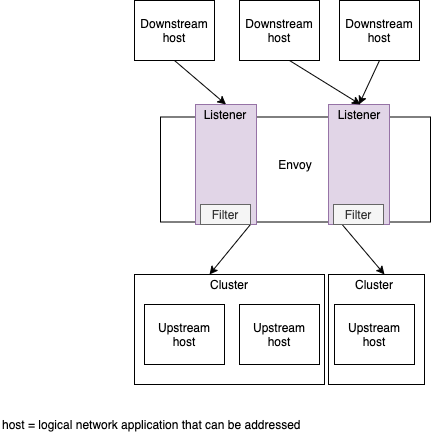 Downstream
host
Downstream
host
Downstream
host
Listener
Listener
Envoy
Filter
Filter
Cluster
Cluster
Upstream
host
Upstream
host
Upstream
host
host = logical network application that can be addressed